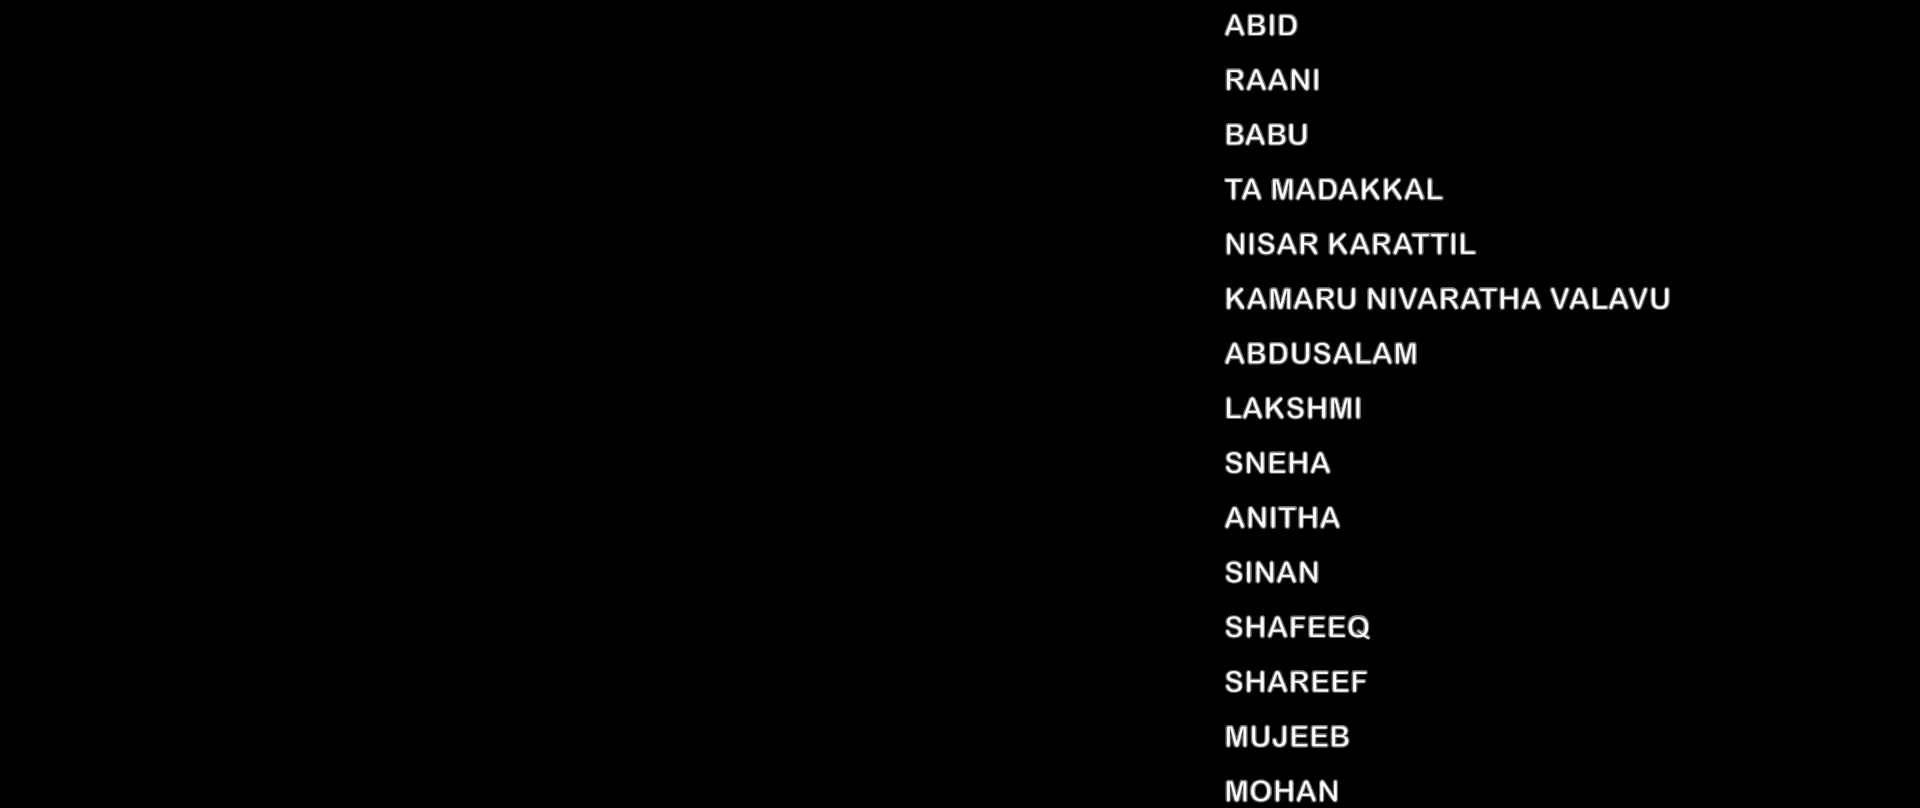 ABID
RAANI
BABU
TA MADAKKAL
NISAR KARATTIL
KAMARU NIVARATHA VALAVU
ABDUSALAM
LAKSHMI
SNEHA
ANITHA
SINAN
SHAFEEQ
SHAREEF
MUJEEB
MOHAN